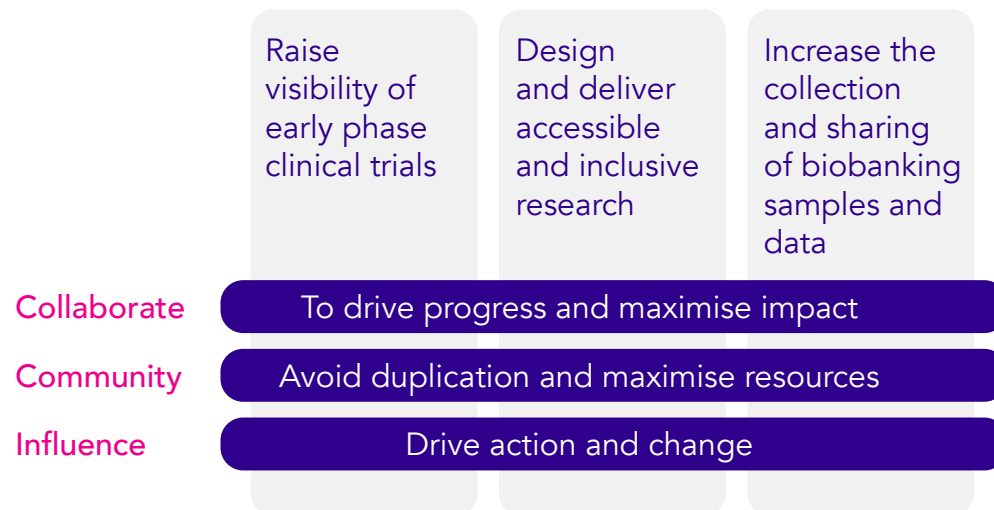 Raise
visibility of
early phase
clinical trials
Design
and deliver
accessible
and inclusive
research
Increase the
collection
and sharing
of biobanking
samples and
data
Collaborate
To drive progress and maximise impact
Community
Avoid duplication and maximise resources
Influence
Drive action and change